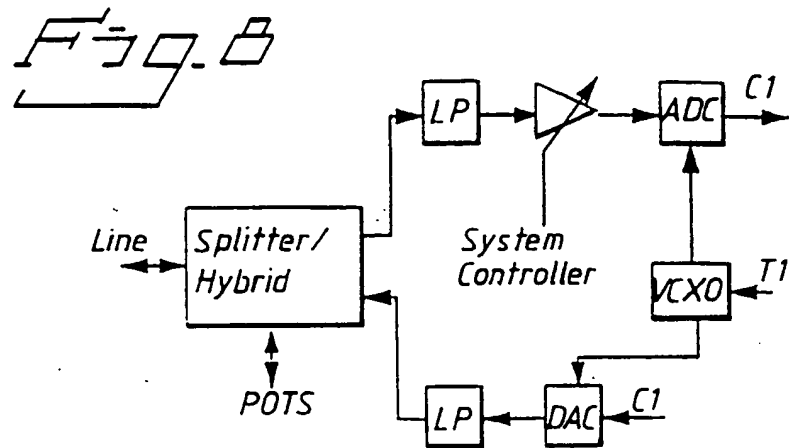 Fig. 8
LP
ADC
C1
Line
Splitter/
Hybrid
System
Controller
VCXO
T1
POTS
LP
DAC
C1